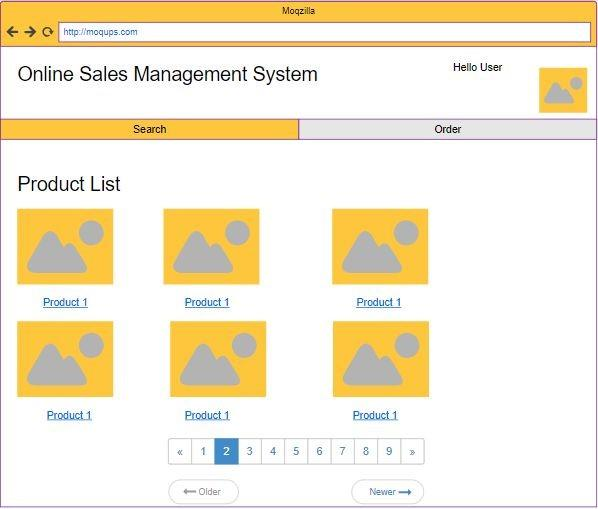 Moqzilla
http://moqups.com
Online Sales Management System
Hello User
Search Order
Product List
Product 1 Product 1 Product 1
Product 1 Product 1 Product 1
« 1 2 3 4 5 6 7 8 9 »
Older Newer